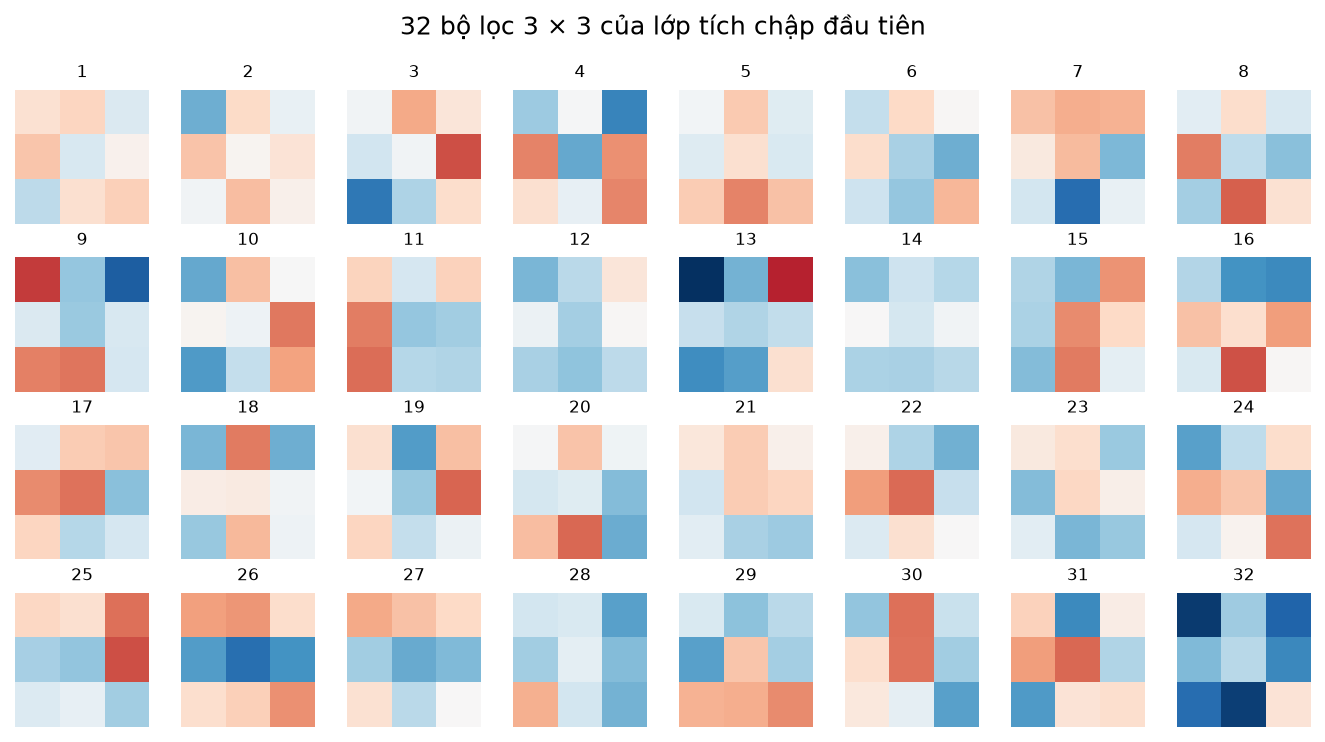 32 bộ lọc 3 × 3 của lớp tích chập đầu tiên
1 2 3 4 5 6 7 8
9 10 11 12 13 14 15 16
17 18 19 20 21 22 23 24
25 26 27 28 29 30 31 32